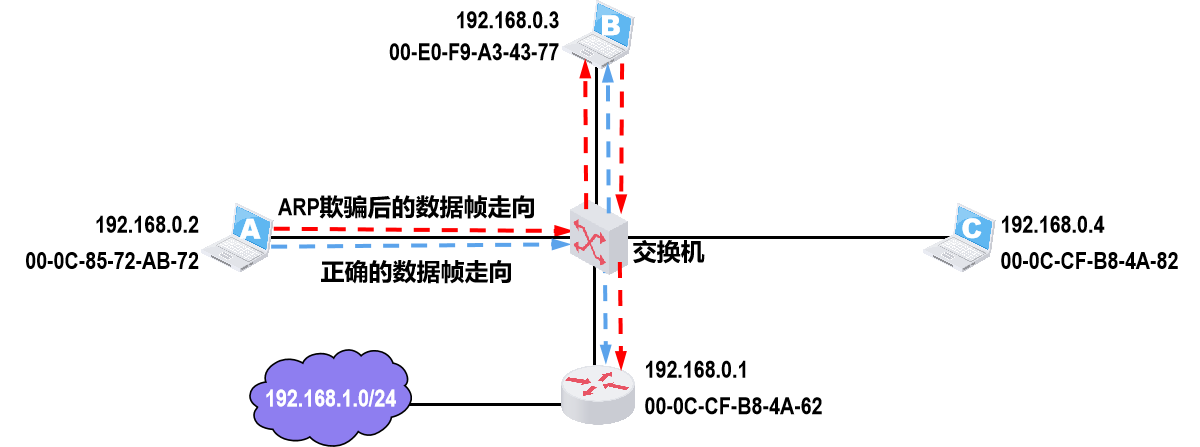 192.168.0.3
00-E0-F9-A3-43-77
B
ARP欺骗后的数据帧走向
192.168.0.2
00-0C-85-72-AB-72
A
正确的数据帧走向
交换机
C
192.168.0.4
00-0C-CF-B8-4A-82
192.168.0.1
00-0C-CF-B8-4A-62
192.168.1.0/24